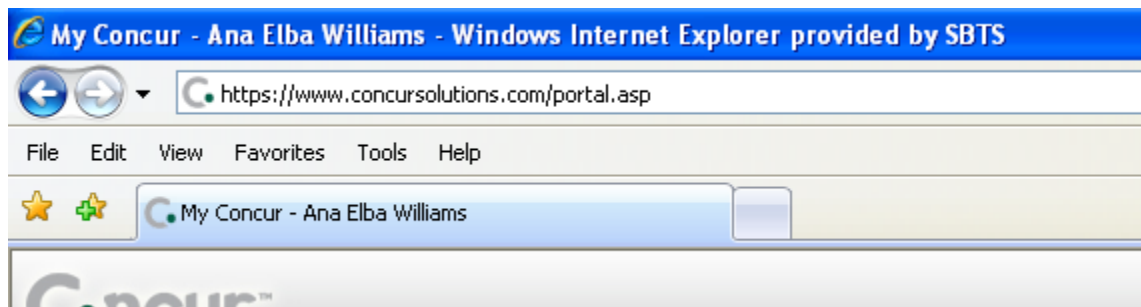 My Concur - Ana Elba Williams - Windows Internet Explorer provided by SBTS
https://www.concursolutions.com/portal.asp
File Edit View Favorites Tools Help
My Concur - Ana Elba Williams